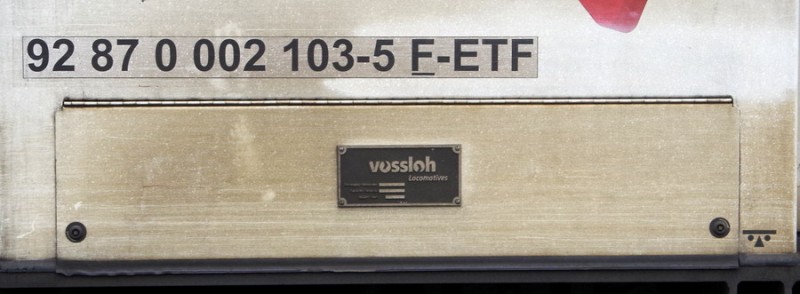 92 87 0 002 103-5 F-ETF
vossloh
Locomotives